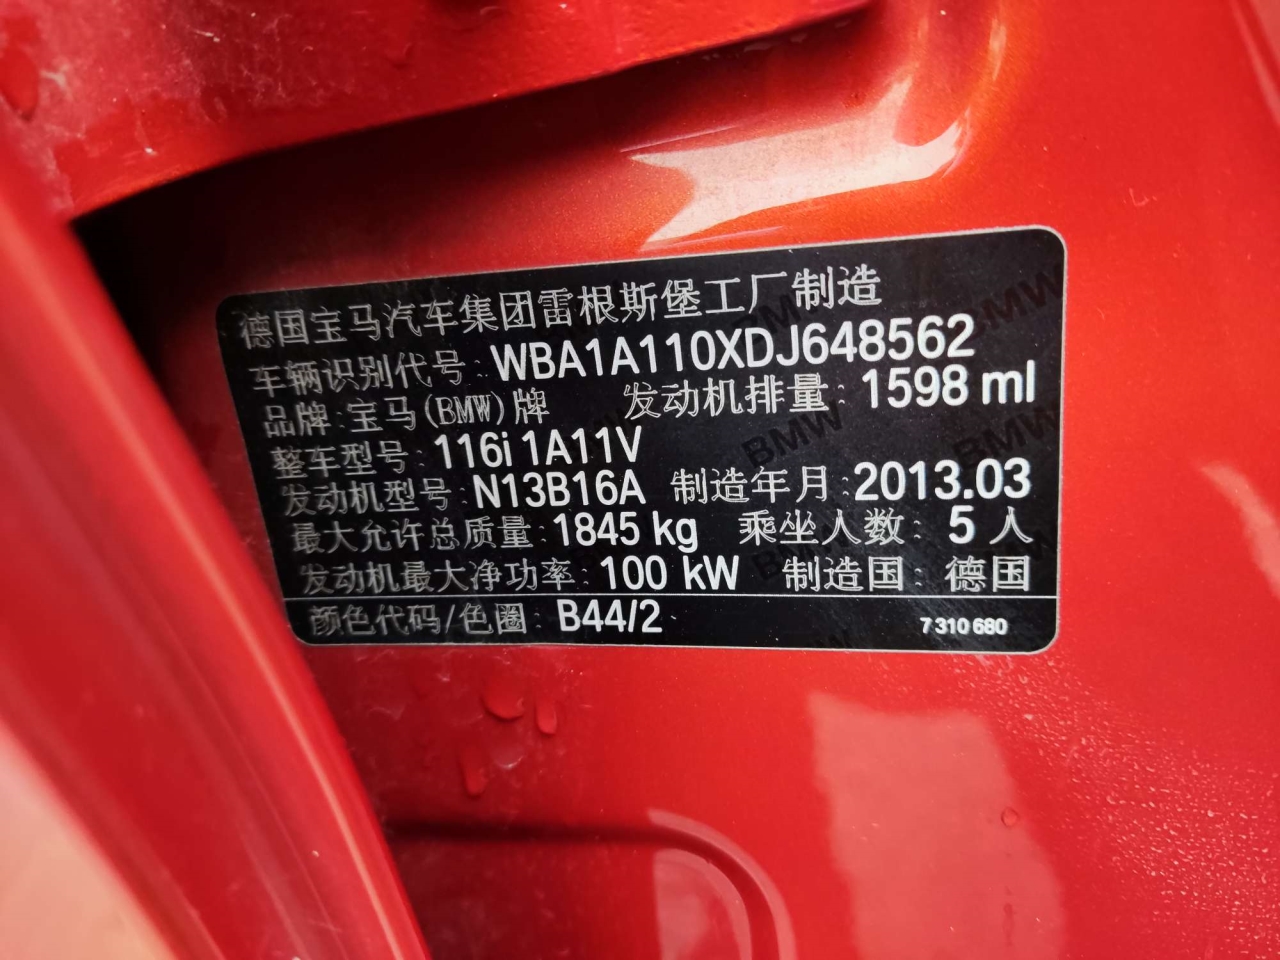 德国宝马汽车集团雷根斯堡工厂制造
车辆识别代号: WBA1A110XDJ648562
品牌:宝马(BMW)牌 发动机排量: 1598 ml
整车型号: 116i 1A11V
发动机型号: N13B16A 制造年月:2013.03
最大允许总质量: 1845 kg 乘坐人数: 5 人
发动机最大净功率: 100 kW 制造国: 德国
颜色代码/色圈: B44/2 7 310 680